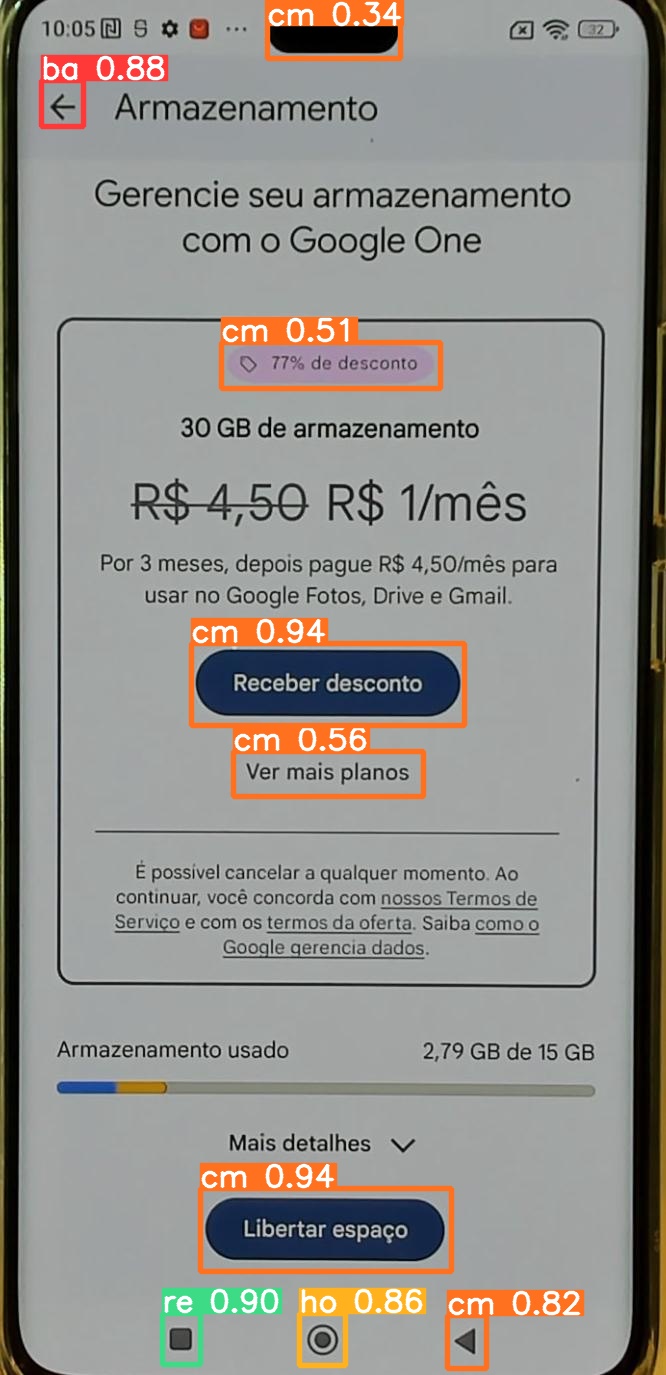 cm 0.34
10:05 ... 32
ba 0.88
Armazenamento
Gerencie seu armazenamento
com o Google One
cm 0.51
77% de desconto
30 GB de armazenamento
R$ 4,50 R$ 1/mês
Por 3 meses, depois pague R$ 4,50/mês para
usar no Google Fotos, Drive e Gmail.
cm 0.94
Receber desconto
cm 0.56
Ver mais planos
É possível cancelar a qualquer momento. Ao
continuar, você concorda com nossos Termos de
Serviço e com os termos da oferta. Saiba como o
Google gerencia dados.
Armazenamento usado 2,79 GB de 15 GB
Mais detalhes
cm 0.94
Libertar espaço
re 0.90 ho 0.86 cm 0.82